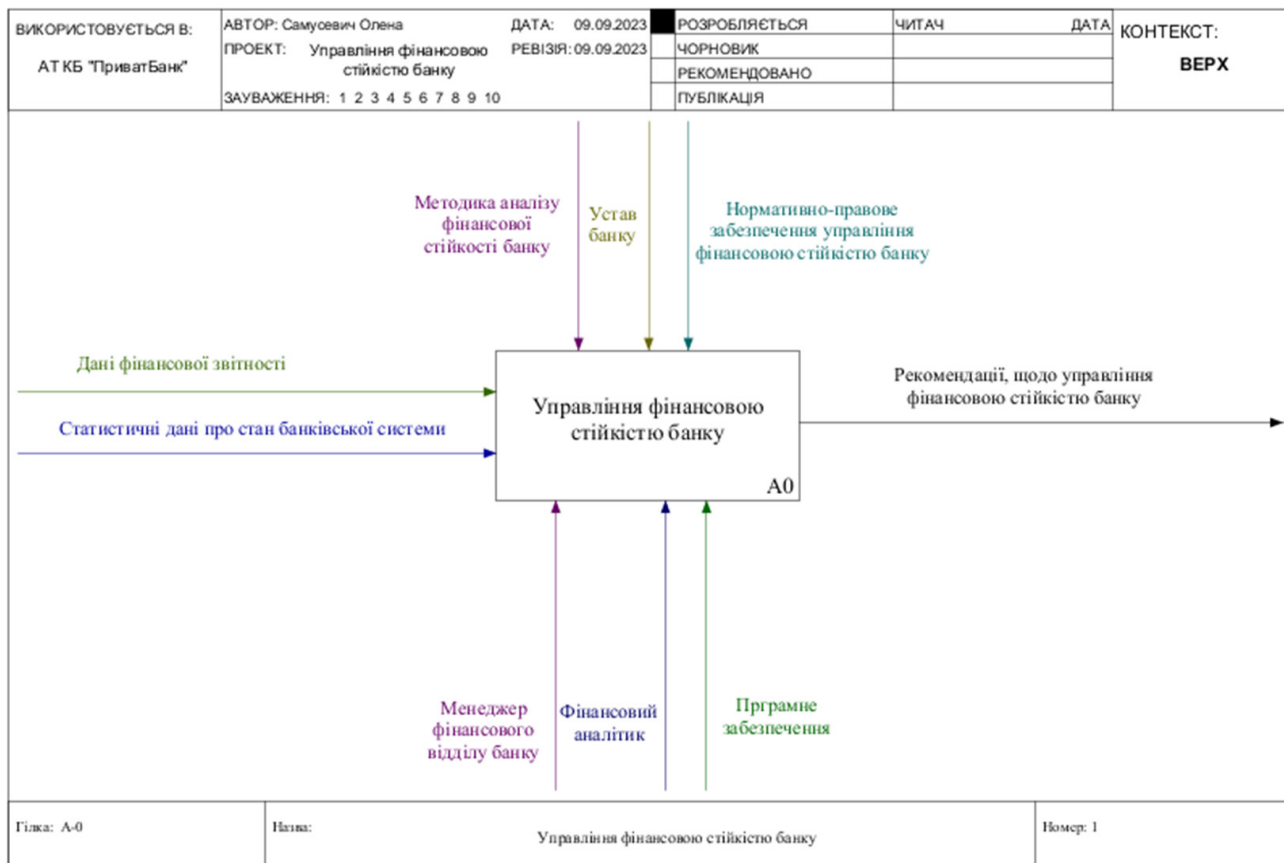 ВИКОРИСТОВУЄТЬСЯ В:
АТ КБ "ПриватБанк"
АВТОР: Самусевич Олена
ДАТА: 09.09.2023
ПРОЕКТ: Управління фінансовою
стійкістю банку
РЕВІЗІЯ: 09.09.2023
ЗАУВАЖЕННЯ: 1 2 3 4 5 6 7 8 9 10
РОЗРОБЛЯЄТЬСЯ
ЧОРНОВИК
РЕКОМЕНДОВАНО
ПУБЛІКАЦІЯ
ЧИТАЧ
ДАТА
КОНТЕКСТ:
ВЕРХ
Методика аналізу
фінансової
стійкості банку
Устав
банку
Нормативно-правове
забезпечення управління
фінансовою стійкістю банку
Дані фінансової звітності
Статистичні дані про стан банківської системи
Управління фінансовою
стійкістю банку
A0
Рекомендації, щодо управління
фінансовою стійкістю банку
Менеджер
фінансового
відділу банку
Фінансовий
аналітик
Прграмне
забезпечення
Гілка: A-0
Назва:
Управління фінансовою стійкістю банку
Номер: 1